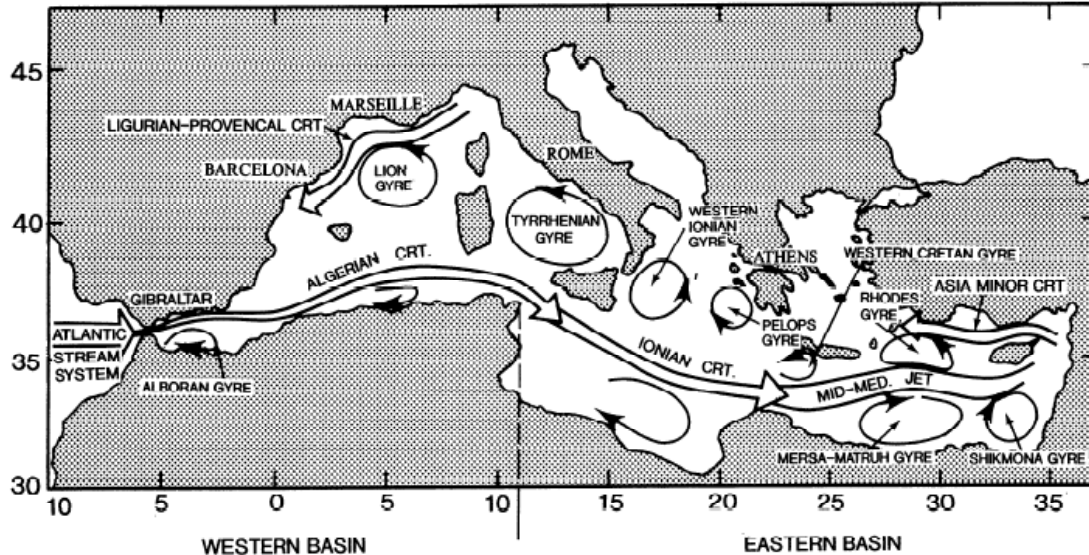 45
40
35
30
MARSEILLE
LIGURIAN-PROVENCAL CRT.
BARCELONA
LION
GYRE
ROME
TYRRHENIAN
GYRE
WESTERN
IONIAN
GYRE
ATHENS
WESTERN CRETAN GYRE
ALGERIAN CRT.
GIBRALTAR
RHODES
GYRE
ASIA MINOR CRT
ATLANTIC
STREAM
SYSTEM
PELOPS
GYRE
ALBORAN GYRE
IONIAN CRT.
MID-MED. JET
MERSA-MATRUH GYRE
SHIKMONA GYRE
10 5 0 5 10 15 20 25 30 35
WESTERN BASIN
EASTERN BASIN